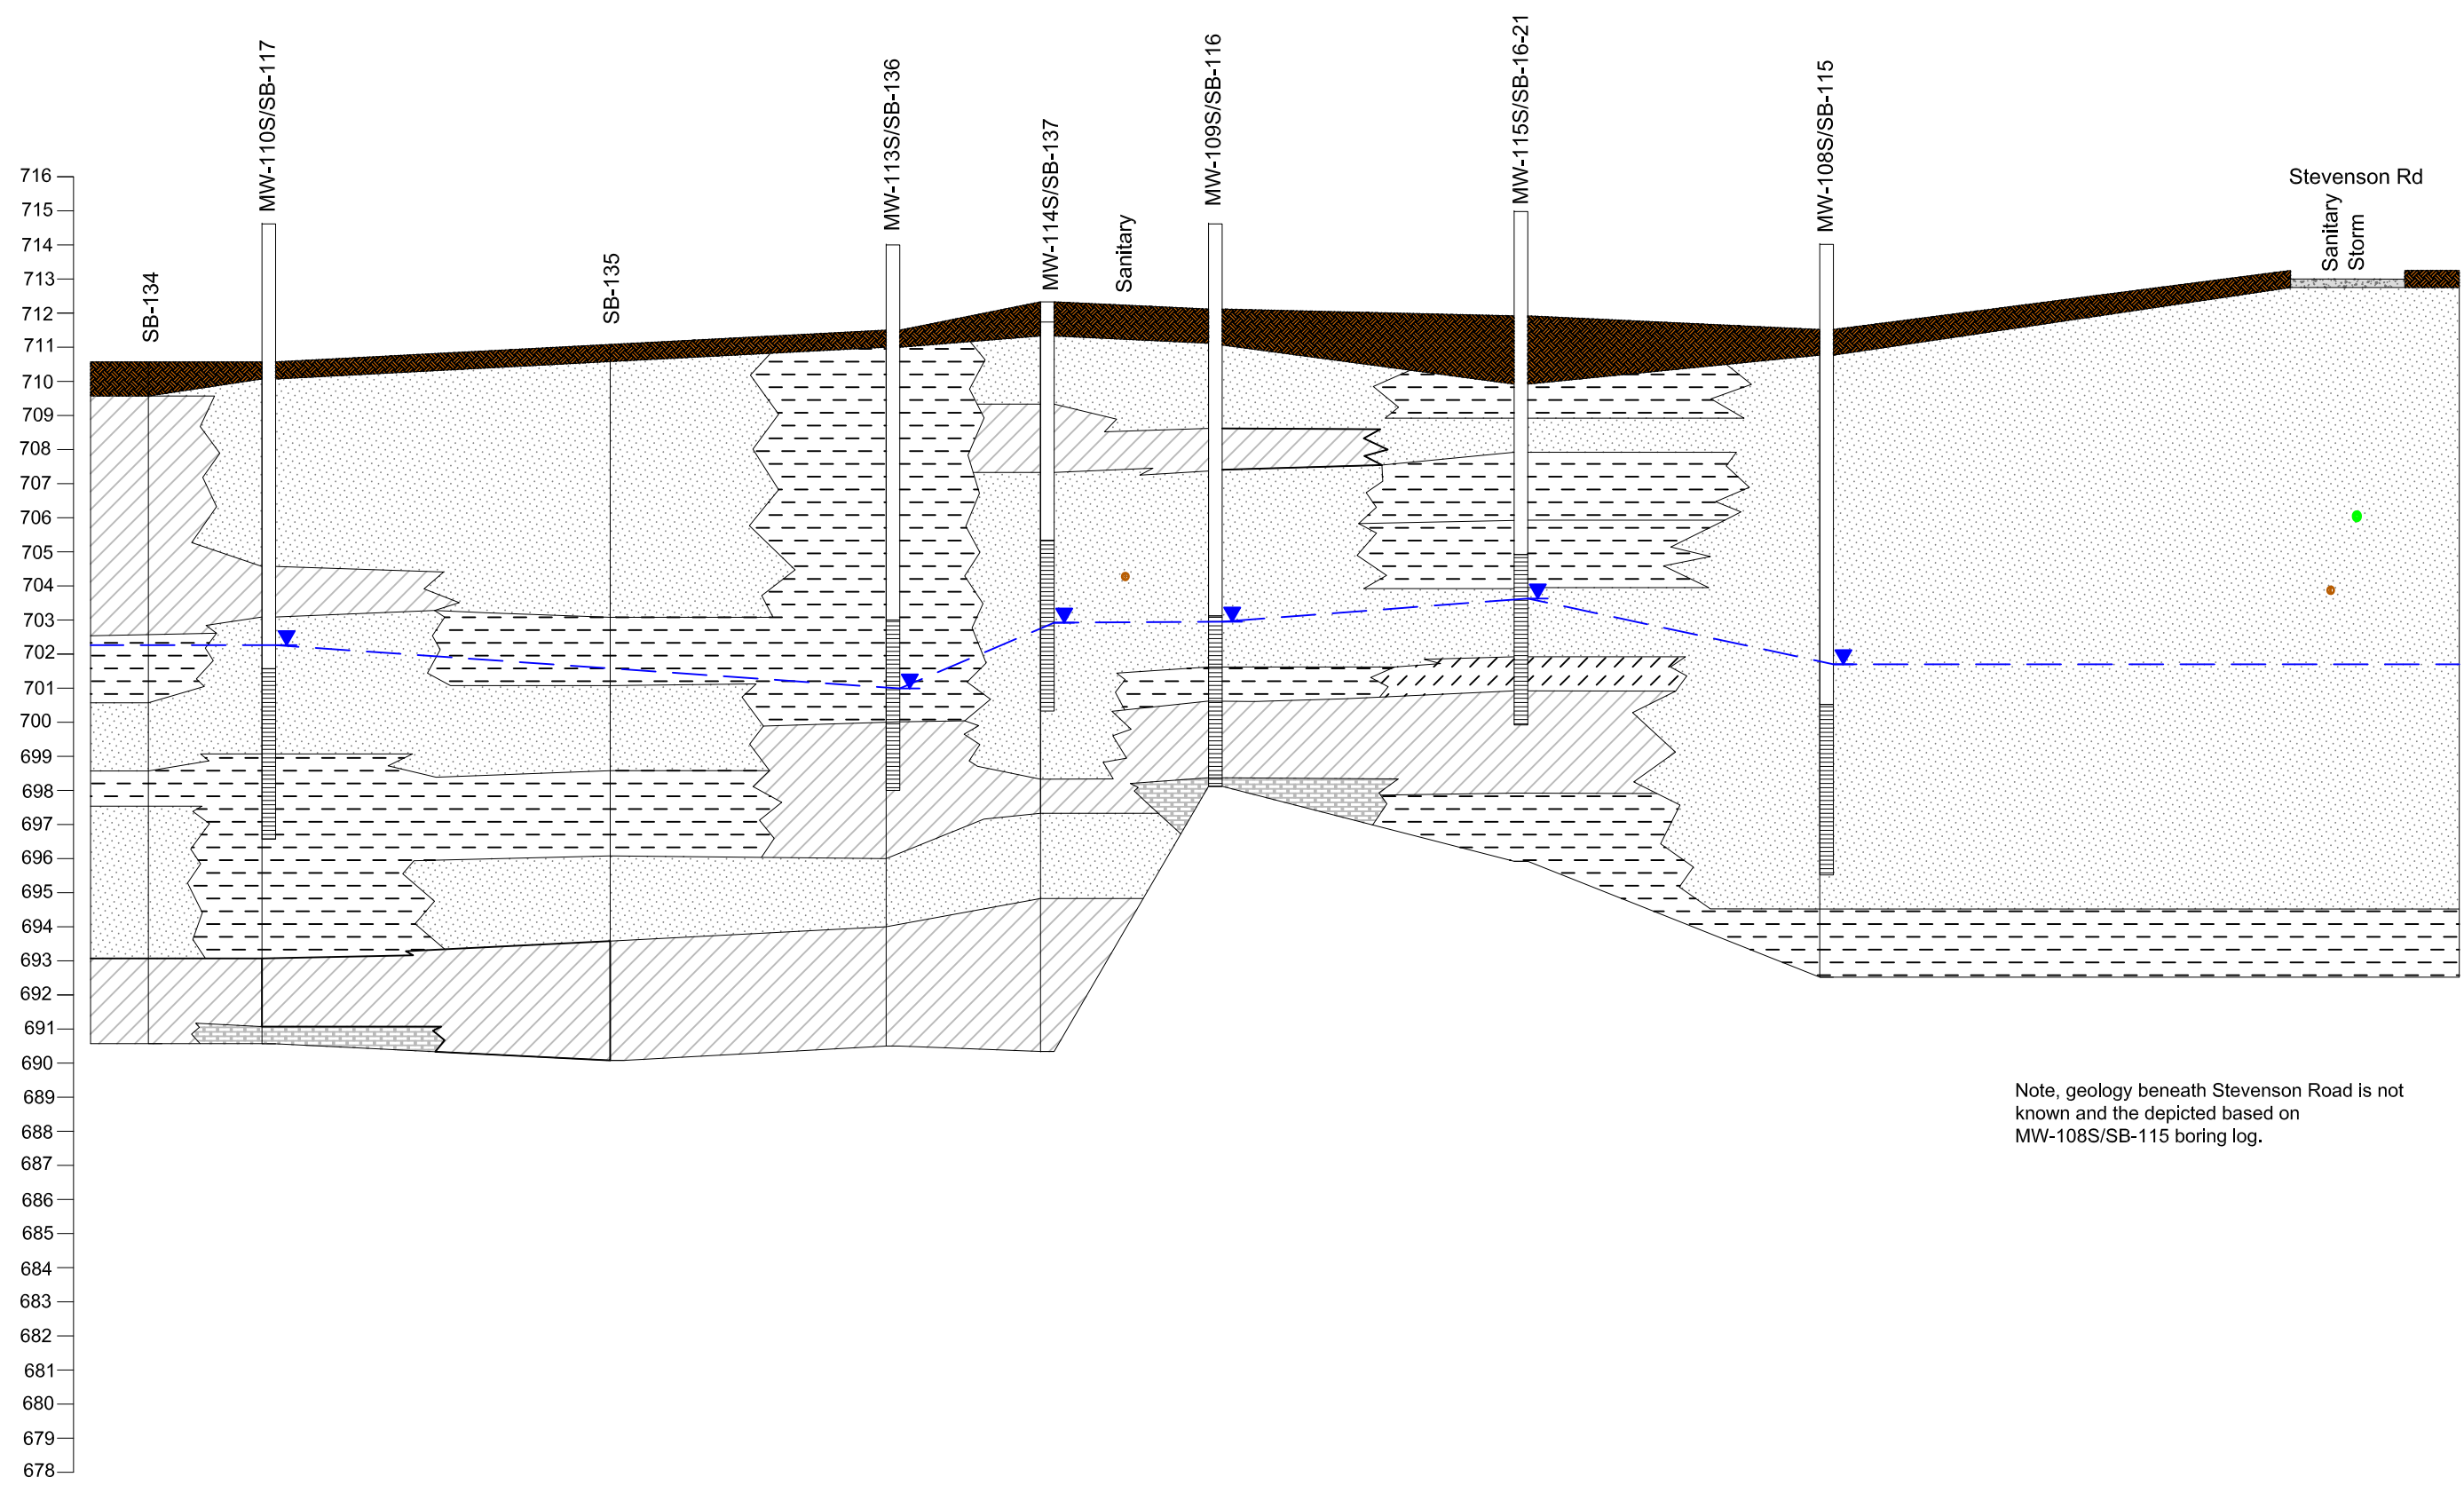 SB-134
MW-110S/SB-117
SB-135
MW-113S/SB-136
MW-114S/SB-137
Sanitary
MW-109S/SB-116
MW-115S/SB-16-21
MW-108S/SB-115
Stevenson Rd
Sanitary
Storm
716
715
714
713
712
711
710
709
708
707
706
705
704
703
702
701
700
699
698
697
696
695
694
693
692
691
690
689
688
687
686
685
684
683
682
681
680
679
678
Note, geology beneath Stevenson Road is not
known and the depicted based on
MW-108S/SB-115 boring log.